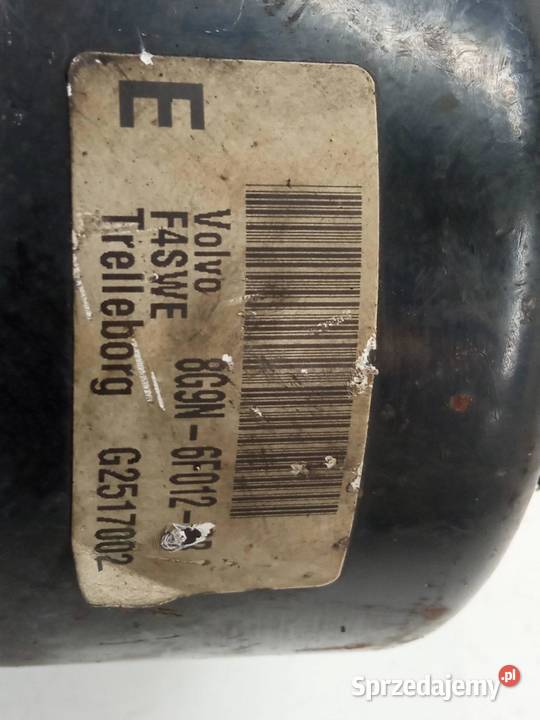 E
Volvo 8G9N-6F012-
F4SWE
Trelleborg G2517002
Sprzedajemy.pl